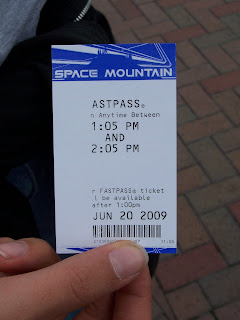 SPACE MOUNTAIN
ASTPASS®
n Anytime Between
1:05 PM
AND
2:05 PM
r FASTPASS® ticket
l be available
after 1:00pm
JUN 20 2009